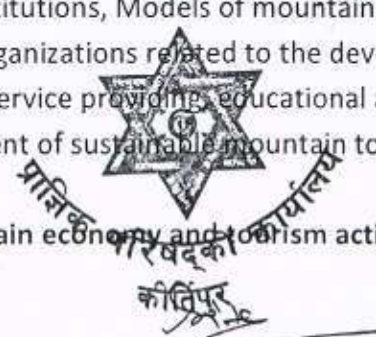 titutions, Models of mountain
ganizations related to the dev
ervice providing, educational a
ent of sustainable mountain to
ain economy and tourism acti
प्राज्ञिक परिषद्को कार्यालय
कीर्तिपुर